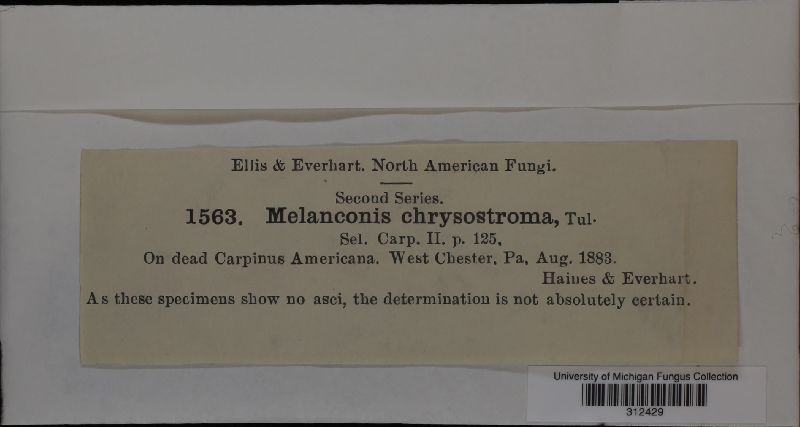 Ellis & Everhart. North American Fungi.
Second Series.
1563. Melanconis chrysostroma, Tul.
Sel. Carp. II. p. 125,
On dead Carpinus Americana. West Chester, Pa, Aug. 1883.
Haines & Everhart.
As these specimens show no asci, the determination is not absolutely certain.
University of Michigan Fungus Collection
312429